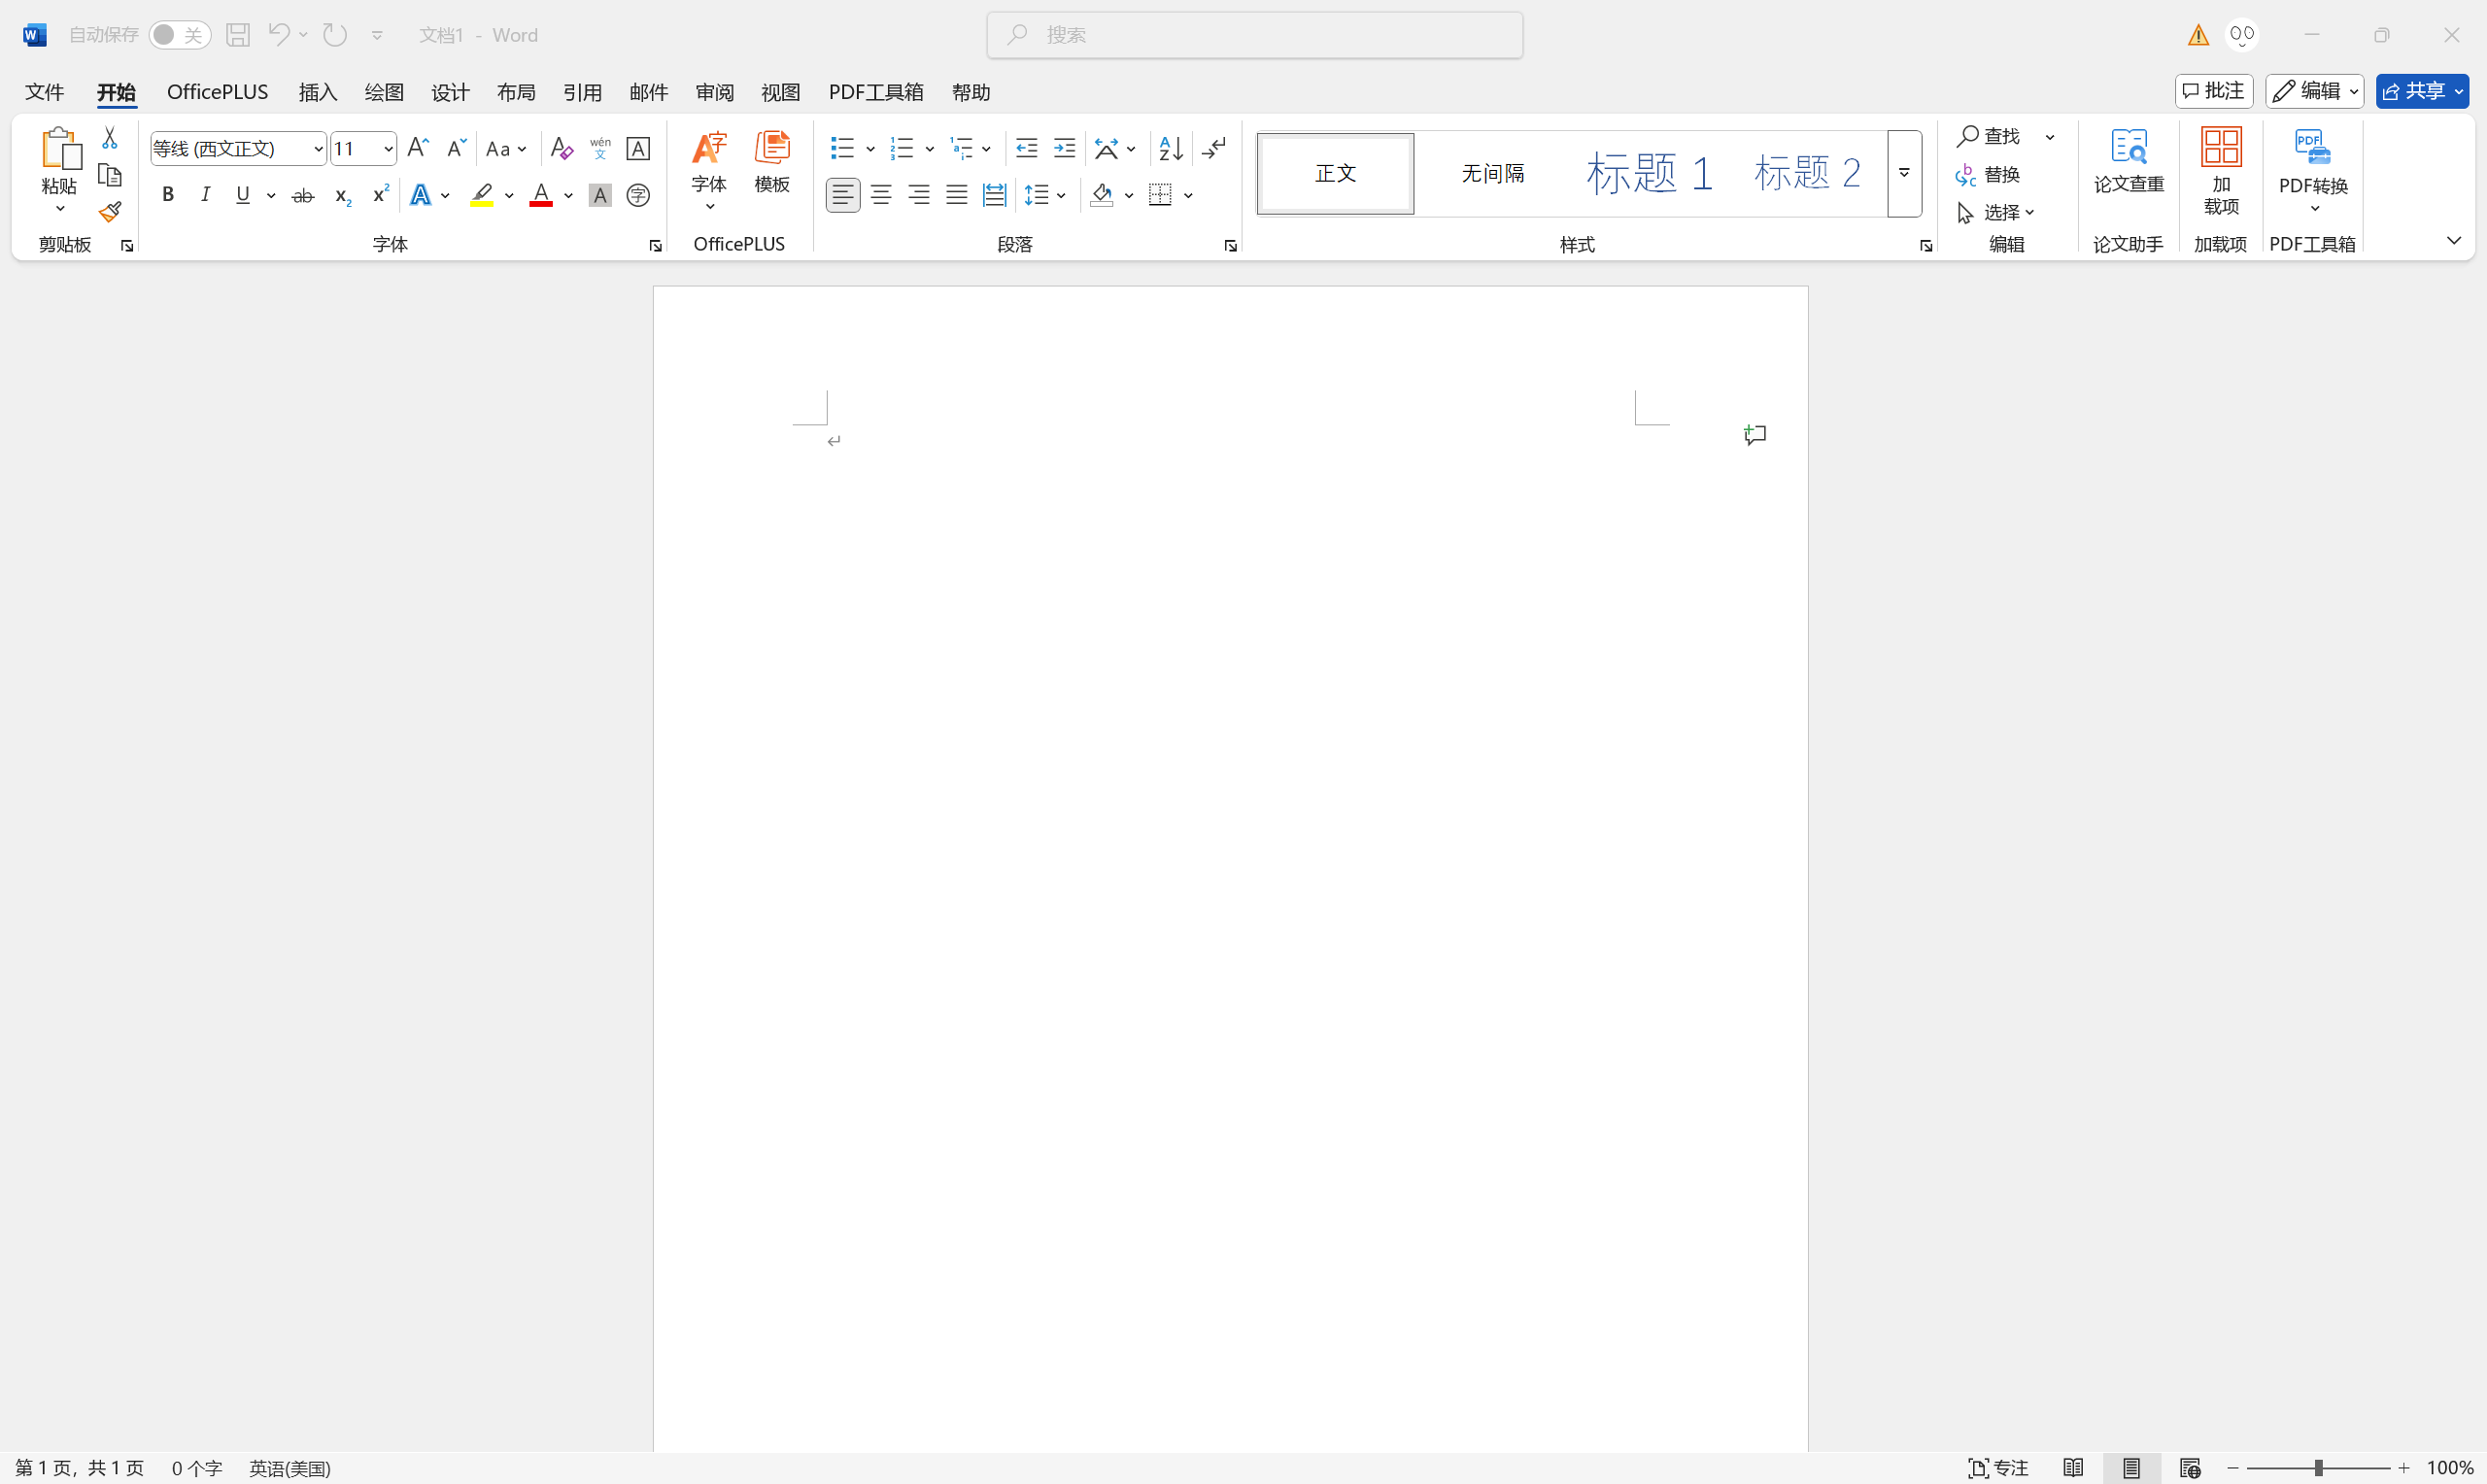 自动保存 关 文档1 - Word 搜索
文件 开始 OfficePLUS 插入 绘图 设计 布局 引用 邮件 审阅 视图 PDF工具箱 帮助 批注 编辑 共享
粘贴
等线 (西文正文) 11 Aa wén 文 A
B I U ab x₂ x² A A A 字
字体 模板
正文 无间隔 标题 1 标题 2
查找
替换
选择
论文查重
加
载项
PDF转换
剪贴板 字体 OfficePLUS 段落 样式 编辑 论文助手 加载项 PDF工具箱
第 1 页，共 1 页 0 个字 英语(美国) 专注 100%